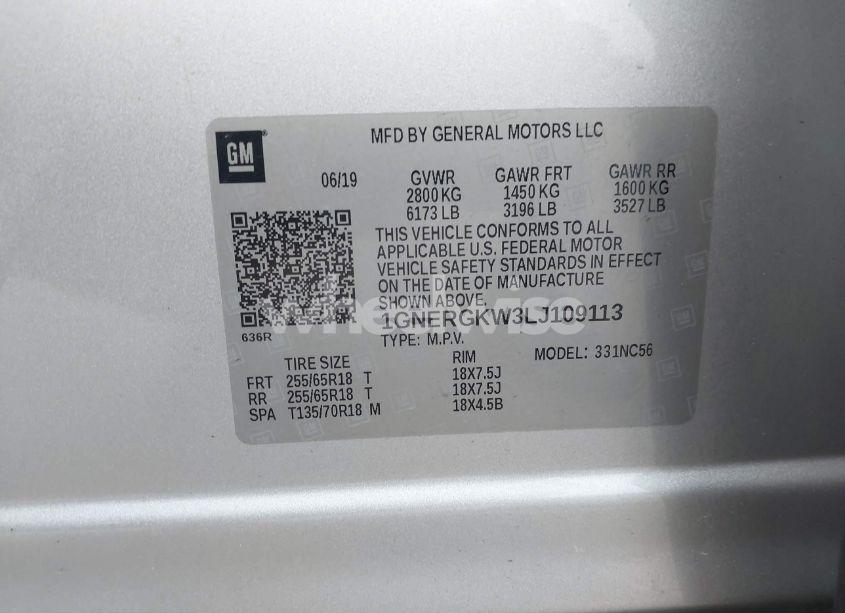 GM
MFD BY GENERAL MOTORS LLC
06/19
GVWR GAWR FRT GAWR RR
2800 KG 1450 KG 1600 KG
6173 LB 3196 LB 3527 LB
THIS VEHICLE CONFORMS TO ALL
APPLICABLE U.S. FEDERAL MOTOR
VEHICLE SAFETY STANDARDS IN EFFECT
ON THE DATE OF MANUFACTURE
SHOWN ABOVE.
1GNERGKW3LJ109113
636R
TYPE: M.P.V. MODEL: 331NC56
TIRE SIZE RIM
FRT 255/65R18 T 18X7.5J
RR 255/65R18 T 18X7.5J
SPA T135/70R18 M 18X4.5B